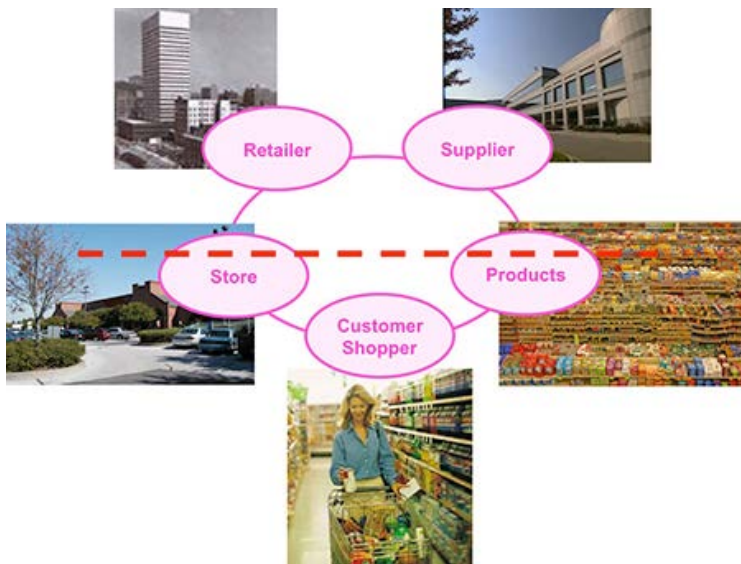 Retailer
Supplier
Store
Products
Customer
Shopper